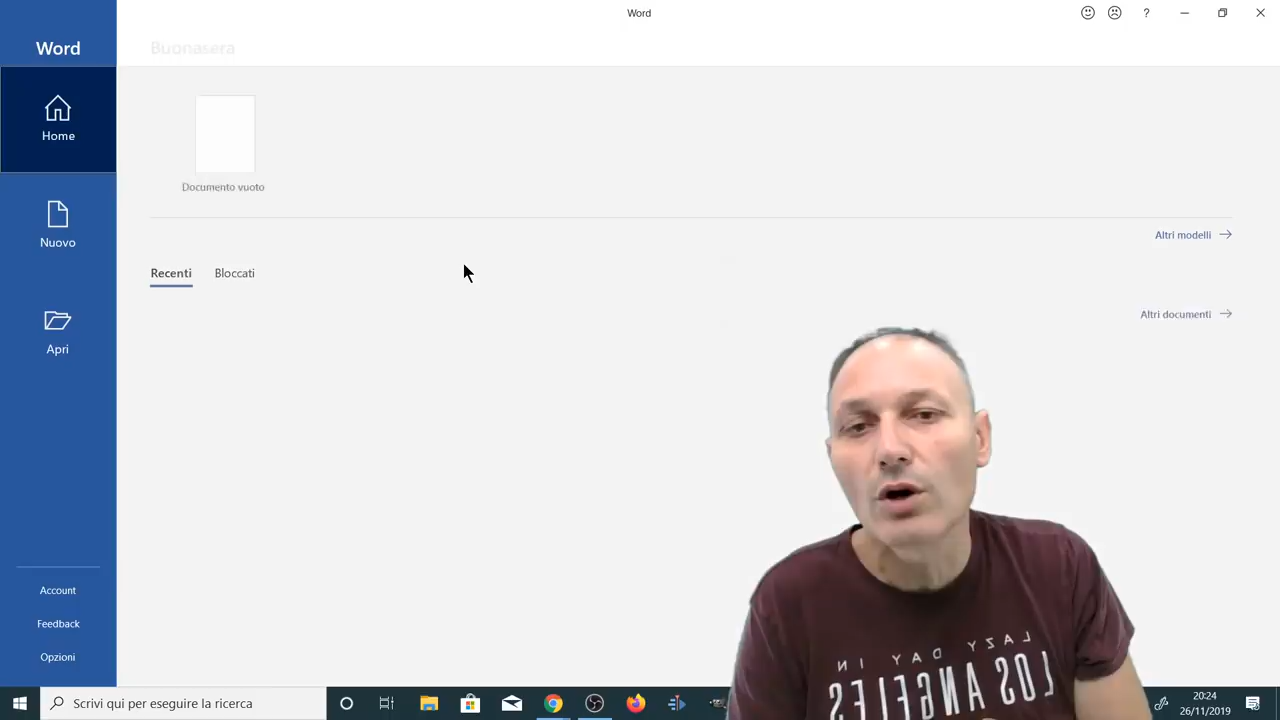 Word
Word
Buonasera
Home
Documento vuoto
Nuovo
Altri modelli
Recenti
Bloccati
Altri documenti
Apri
LAZY DAY IN
LOS ANGELES
Account
Feedback
Opzioni
Scrivi qui per eseguire la ricerca
20:24
26/11/2019